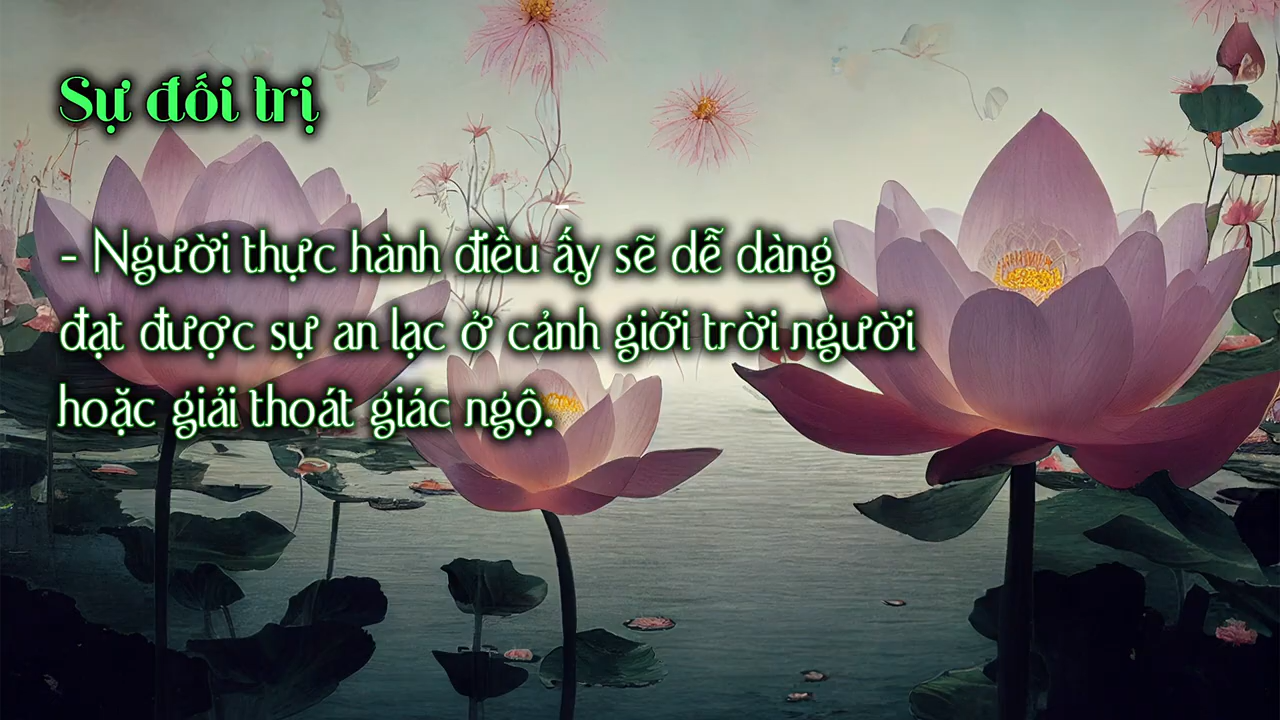 Sự đối trị
- Người thực hành điều ấy sẽ dễ dàng
đạt được sự an lạc ở cảnh giới trời người
hoặc giải thoát giác ngộ.